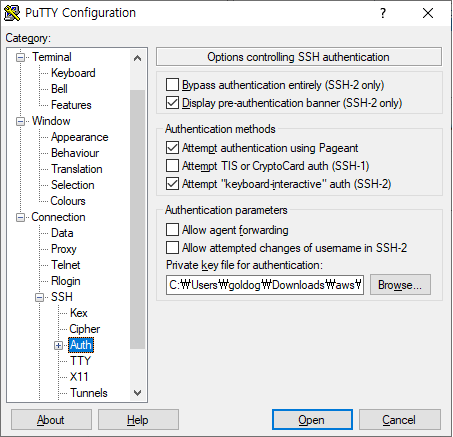 PuTTY Configuration
?
Category:
Terminal
Keyboard
Bell
Features
Window
Appearance
Behaviour
Translation
Selection
Colours
Connection
Data
Proxy
Telnet
Rlogin
SSH
Kex
Cipher
Auth
TTY
X11
Tunnels
Options controlling SSH authentication
Bypass authentication entirely (SSH-2 only)
Display pre-authentication banner (SSH-2 only)
Authentication methods
Attempt authentication using Pageant
Attempt TIS or CryptoCard auth (SSH-1)
Attempt "keyboard-interactive" auth (SSH-2)
Authentication parameters
Allow agent forwarding
Allow attempted changes of username in SSH-2
Private key file for authentication:
C:₩Users₩goldog₩Downloads₩aws₩
Browse...
About
Help
Open
Cancel